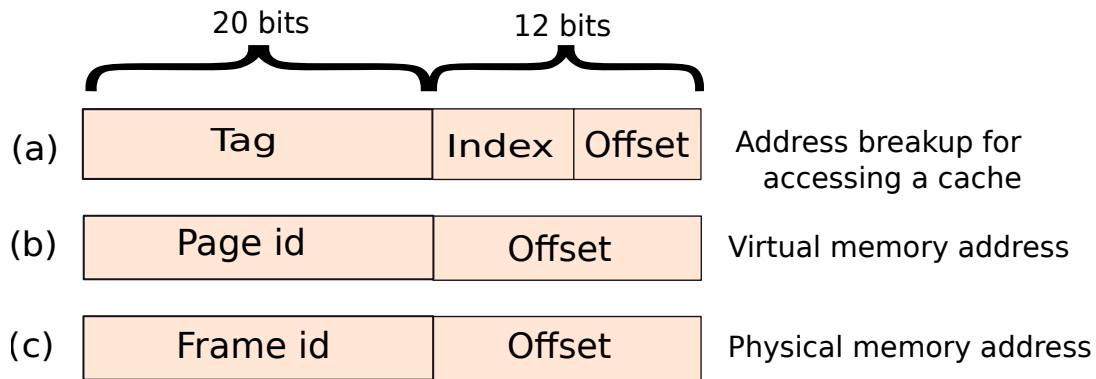 20 bits 12 bits
(a) Tag Index Offset Address breakup for
accessing a cache
(b) Page id Offset Virtual memory address
(c) Frame id Offset Physical memory address